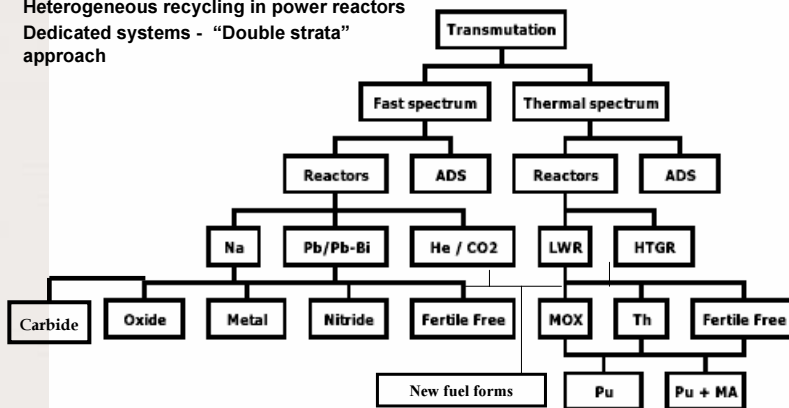 Heterogeneous recycling in power reactors
Dedicated systems - “Double strata”
approach
Transmutation
Fast spectrum
Thermal spectrum
Reactors
ADS
Reactors
ADS
Na
Pb/Pb-Bi
He / CO2
LWR
HTGR
Carbide
Oxide
Metal
Nitride
Fertile Free
MOX
Th
Fertile Free
New fuel forms
Pu
Pu + MA